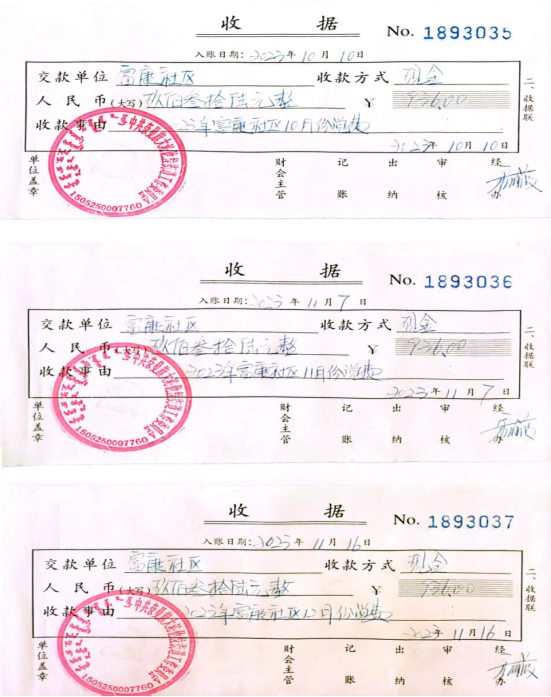 收 据
No. 1893035
入账日期：2023年10月10日
交款单位 富康社区 收款方式 现金
人民币（大写）玖佰叁拾陆元整 ¥ 936.00
收款事由 2023年富康社区10月份党费
2023年10月10日
单位盖章 财会主管 记账 出纳 审核 经办
二、收据联
1505250007760
收 据
No. 1893036
入账日期：2023年11月7日
交款单位 富康社区 收款方式 现金
人民币（大写）玖佰叁拾陆元整 ¥ 936.00
收款事由 2023年富康社区11月份党费
2023年11月7日
单位盖章 财会主管 记账 出纳 审核 经办
二、收据联
1505250007760
收 据
No. 1893037
入账日期：2023年11月16日
交款单位 富康社区 收款方式 现金
人民币（大写）玖佰叁拾陆元整 ¥ 936.00
收款事由 2023年富康社区12月份党费
2023年11月16日
单位盖章 财会主管 记账 出纳 审核 经办
二、收据联
1505250007760